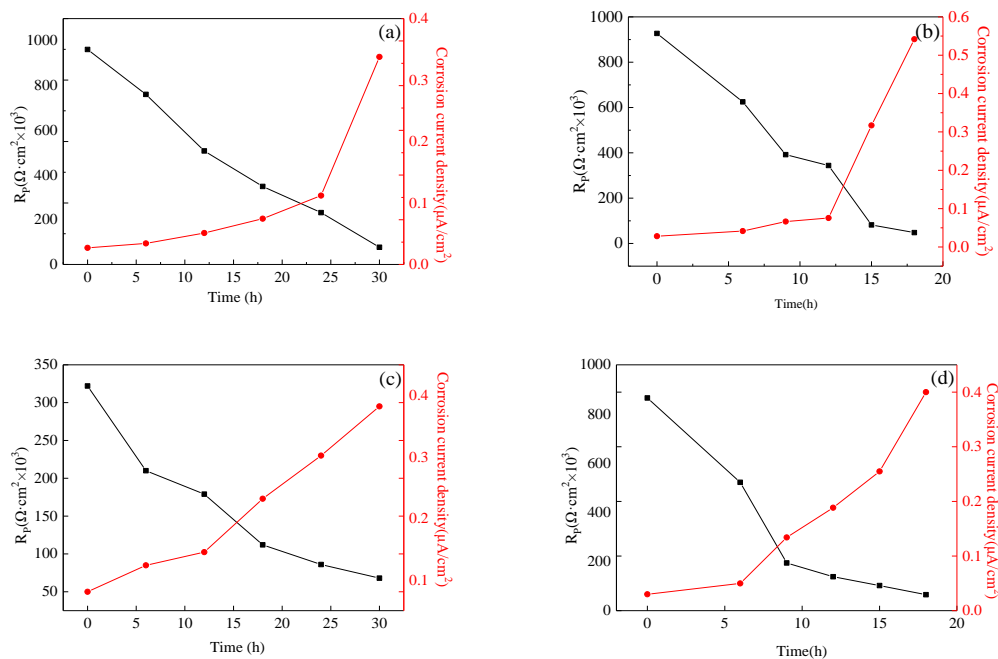 (a)
1000
800
600
400
200
0
R_P(Ω·cm²×10³)
0 5 10 15 20 25 30
Time (h)
0.4
0.3
0.2
0.1
0.0
Corrosion current density(μA/cm²)
(b)
1000
800
600
400
200
0
R_P(Ω·cm²×10³)
0 5 10 15 20
Time(h)
0.6
0.5
0.4
0.3
0.2
0.1
0.0
Corrosion current density(μA/cm²)
(c)
350
300
250
200
150
100
50
R_P(Ω·cm²×10³)
0 5 10 15 20 25 30
Time (h)
0.4
0.3
0.2
0.1
Corrosion current density(μA/cm²)
(d)
1000
800
600
400
200
0
R_P(Ω·cm²×10³)
0 5 10 15 20
Time(h)
0.4
0.4
0.2
0.1
0.0
Corrosion current density(μA/cm²)